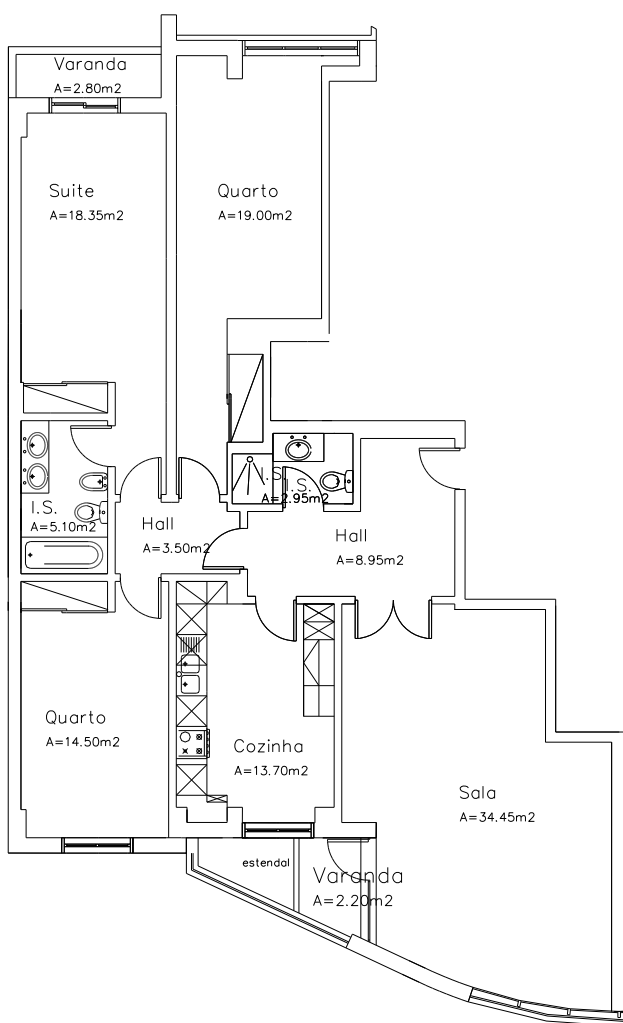 Varanda
A=2.80m2
Suite
A=18.35m2
Quarto
A=19.00m2
I.S.
I.S.
A=2.95m2
I.S.
A=5.10m2
Hall
A=3.50m2
Hall
A=8.95m2
Quarto
A=14.50m2
Cozinha
A=13.70m2
Sala
A=34.45m2
estendal
Varanda
A=2.20m2